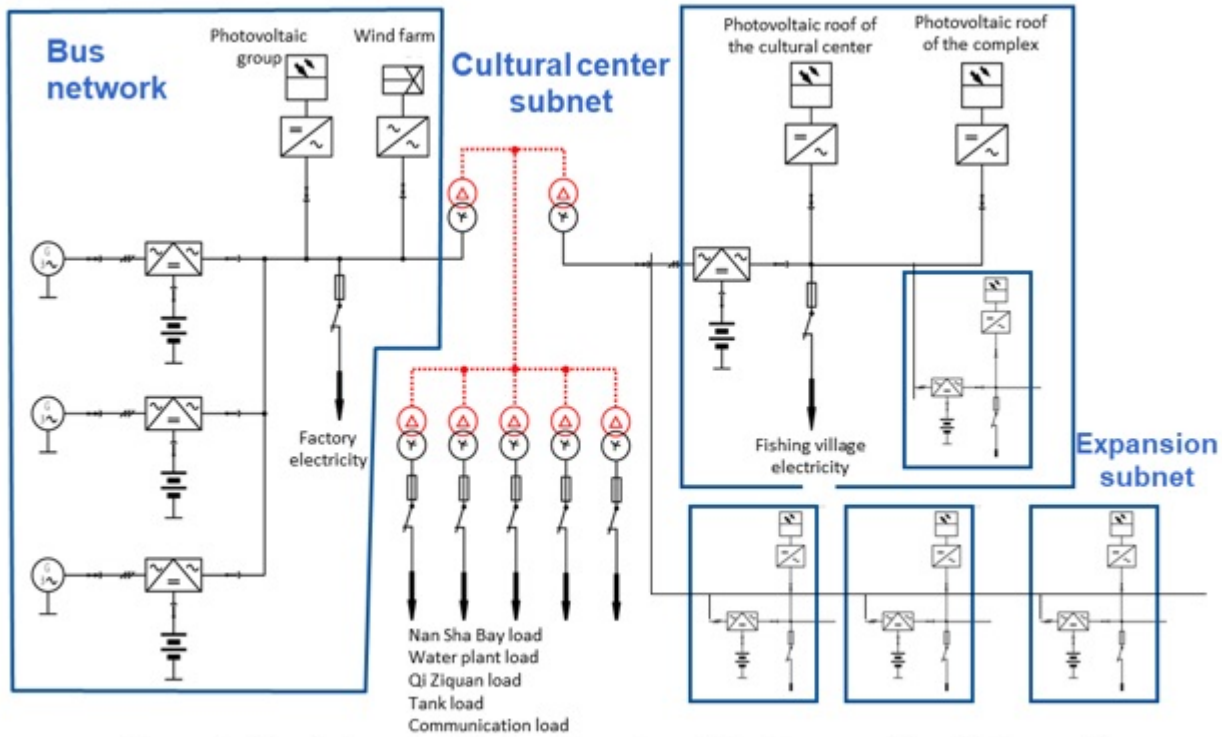 Bus
network
Photovoltaic
group
Wind farm
Cultural center
subnet
Photovoltaic roof of
the cultural center
Photovoltaic roof
of the complex
Factory
electricity
Fishing village
electricity
Expansion
subnet
Nan Sha Bay load
Water plant load
Qi Ziquan load
Tank load
Communication load
G
G
G